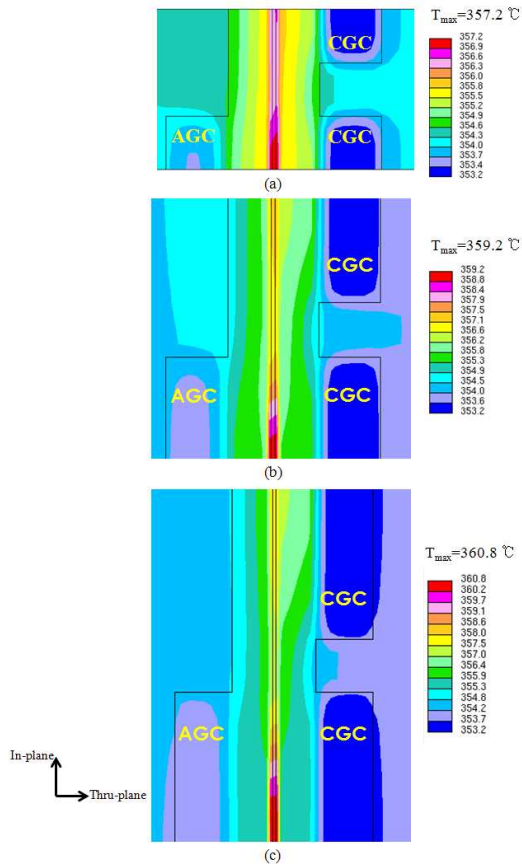 Tmax=357.2 ℃
CGC
357.2
356.9
356.6
356.3
356.0
355.8
355.5
355.2
354.9
354.6
354.3
354.0
353.7
353.4
353.2
AGC
CGC
(a)
Tmax=359.2 ℃
CGC
359.2
358.8
358.4
357.9
357.5
357.1
356.6
356.2
355.8
355.3
354.9
354.5
354.0
353.6
353.2
AGC
CGC
(b)
Tmax=360.8 ℃
CGC
360.8
360.2
359.7
359.1
358.6
358.0
357.5
357.0
356.4
355.9
355.3
354.8
354.2
353.7
353.2
AGC
CGC
In-plane
Thru-plane
(c)